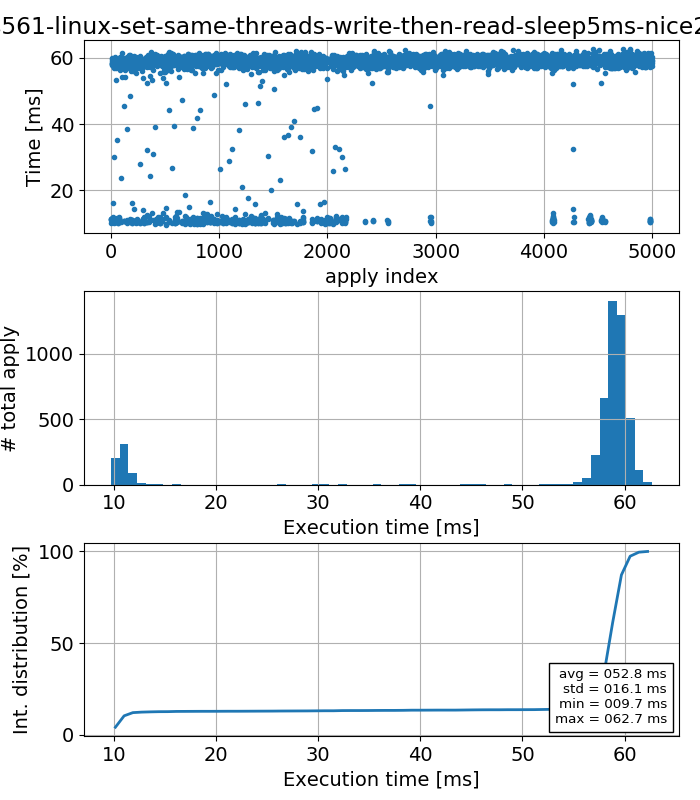 561-linux-set-same-threads-write-then-read-sleep5ms-nice
Time [ms]
60
40
20
0 1000 2000 3000 4000 5000
apply index
# total apply
1000
500
0
10 20 30 40 50 60
Execution time [ms]
Int. distribution [%]
100
50
0
avg = 052.8 ms
std = 016.1 ms
min = 009.7 ms
max = 062.7 ms
10 20 30 40 50 60
Execution time [ms]